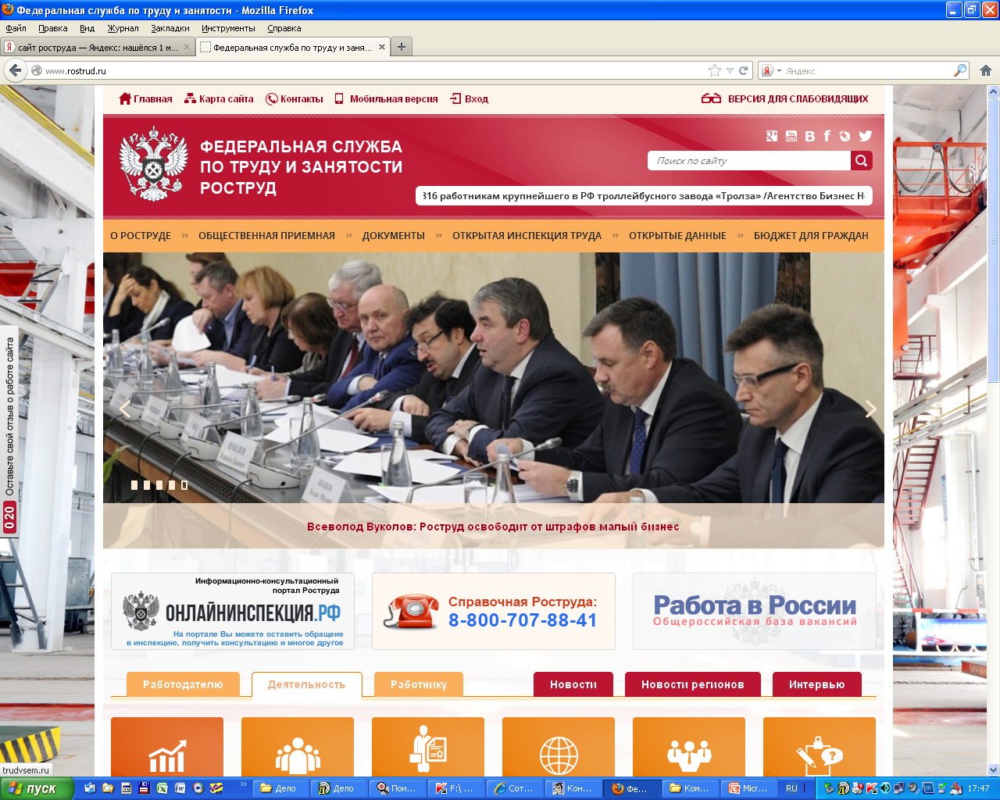 Федеральная служба по труду и занятости - Mozilla Firefox
Файл Правка Вид Журнал Закладки Инструменты Справка
сайт роструда — Яндекс: нашёлся 1 м... Федеральная служба по труду и заня...
www.rostrud.ru Яндекс
Главная Карта сайта Контакты Мобильная версия Вход ВЕРСИЯ ДЛЯ СЛАБОВИДЯЩИХ
ФЕДЕРАЛЬНАЯ СЛУЖБА
ПО ТРУДУ И ЗАНЯТОСТИ
РОСТРУД
Поиск по сайту
316 работникам крупнейшего в РФ троллейбусного завода «Тролза» /Агентство Бизнес Н
О РОСТРУДЕ ОБЩЕСТВЕННАЯ ПРИЕМНАЯ ДОКУМЕНТЫ ОТКРЫТАЯ ИНСПЕКЦИЯ ТРУДА ОТКРЫТЫЕ ДАННЫЕ БЮДЖЕТ ДЛЯ ГРАЖДАН
Оставьте свой отзыв о работе сайта
020
Всеволод Вуколов: Роструд освободит от штрафов малый бизнес
Информационно-консультационный
портал Роструда
ОНЛАЙНИНСПЕКЦИЯ.РФ
На портале Вы можете оставить обращеие
в инспекцию, получить консультацию и многое другое
Справочная Роструда:
8-800-707-88-41
Работа в России
Общероссийская база вакансий
Работодателю Деятельность Работнику Новости Новости регионов Интервью
trudvsem.ru
пуск Дело Дело Пои... F:\ ... Сот... Кон... Фе... Ком... Micr... RU 17:47